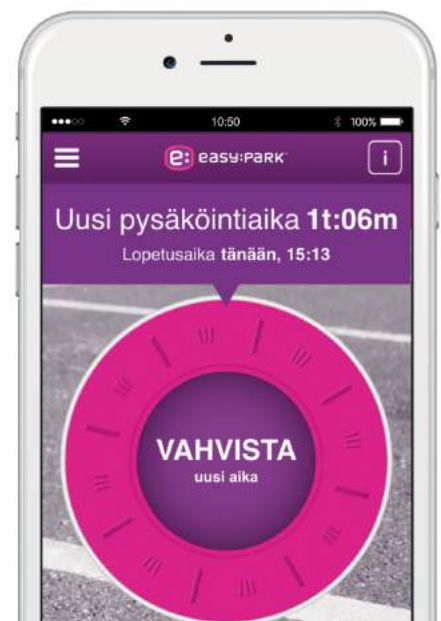 10:50
100%
e: easy:PARK
i
Uusi pysäköintiaika 1t:06m
Lopetusaika tänään, 15:13
VAHVISTA
uusi aika